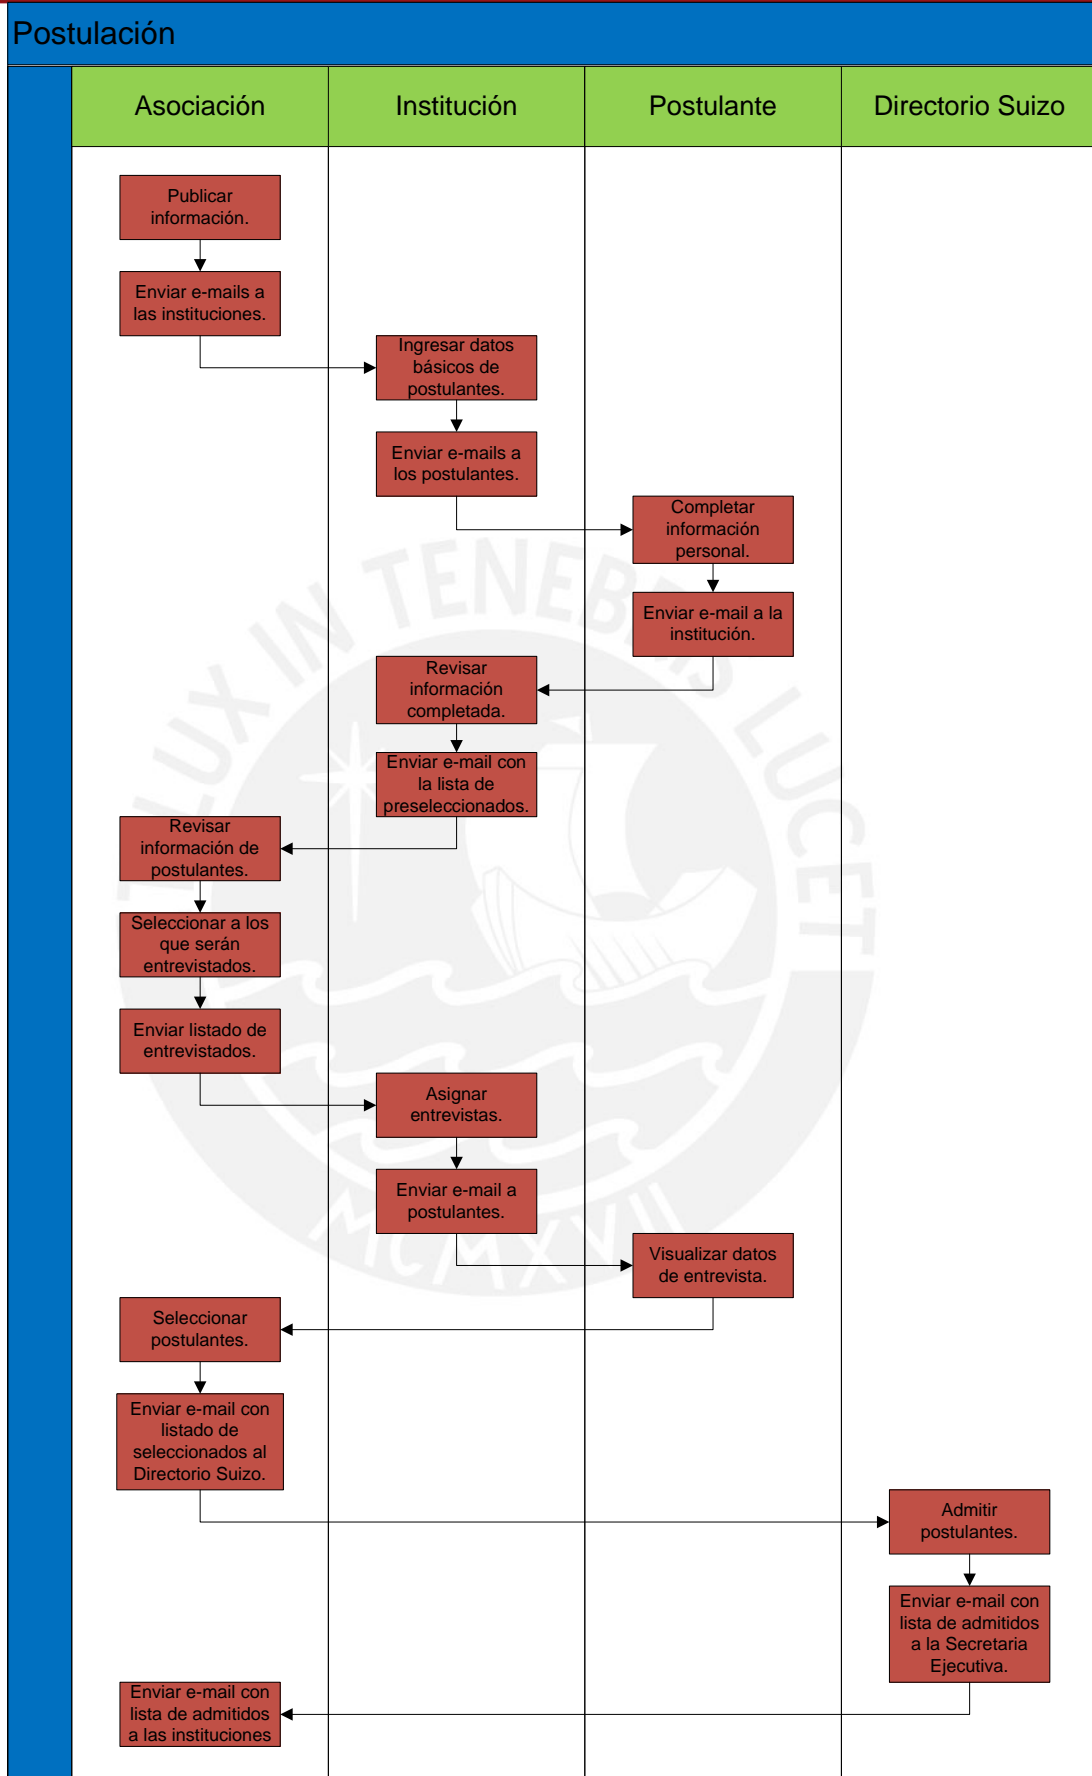 Postulación
Asociación
Institución
Postulante
Directorio Suizo
Publicar
información.
Enviar e-mails a
las instituciones.
Ingresar datos
básicos de
postulantes.
Enviar e-mails a
los postulantes.
Completar
información
personal.
Enviar e-mail a la
institución.
Revisar
información
completada.
Enviar e-mail con
la lista de
preseleccionados.
Revisar
información de
postulantes.
Seleccionar a los
que serán
entrevistados.
Enviar listado de
entrevistados.
Asignar
entrevistas.
Enviar e-mail a
postulantes.
Visualizar datos
de entrevista.
Seleccionar
postulantes.
Enviar e-mail con
listado de
seleccionados al
Directorio Suizo.
Admitir
postulantes.
Enviar e-mail con
lista de admitidos
a la Secretaria
Ejecutiva.
Enviar e-mail con
lista de admitidos
a las instituciones
LUX IN TENEBRIS LUCET
MCMXVII